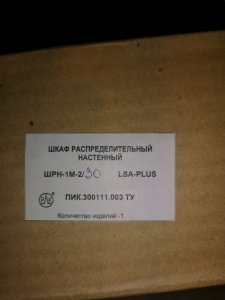 ШКАФ РАСПРЕДЕЛИТЕЛЬНЫЙ
НАСТЕННЫЙ
ШРН-1М-2/30 LSA-PLUS
ПИК.300111.003 ТУ
Количество изделий -1